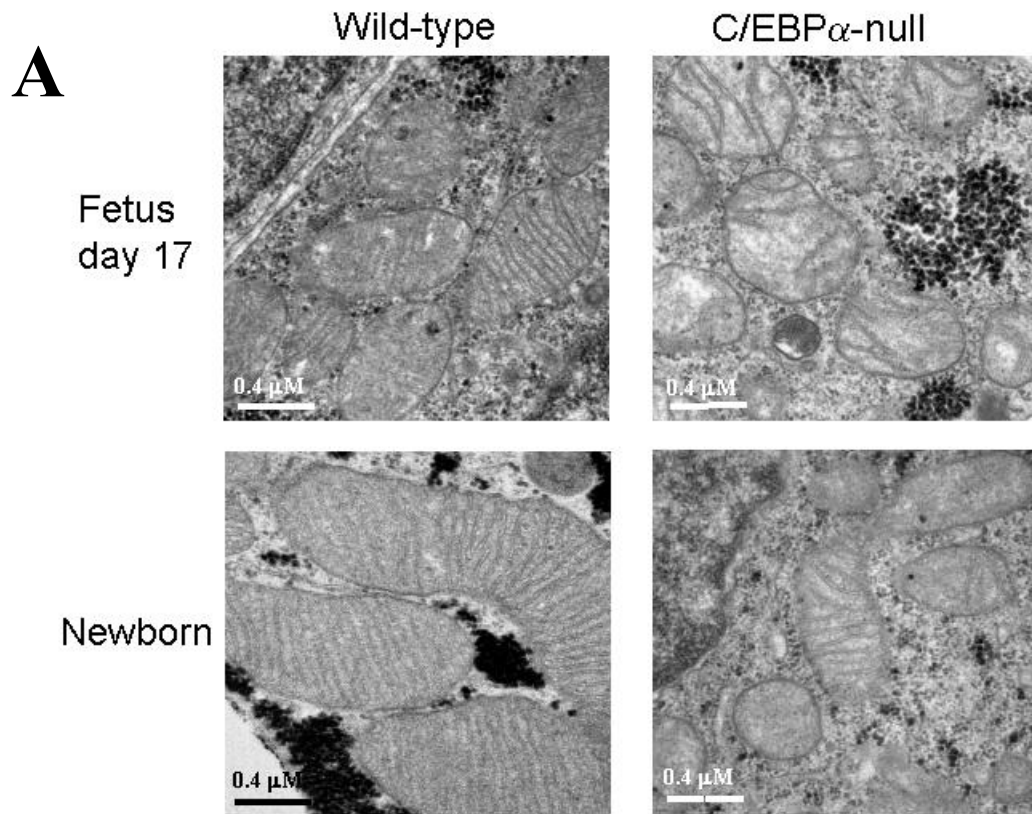 A
Wild-type
C/EBPα-null
Fetus
day 17
0.4 μM
0.4 μM
Newborn
0.4 μM
0.4 μM